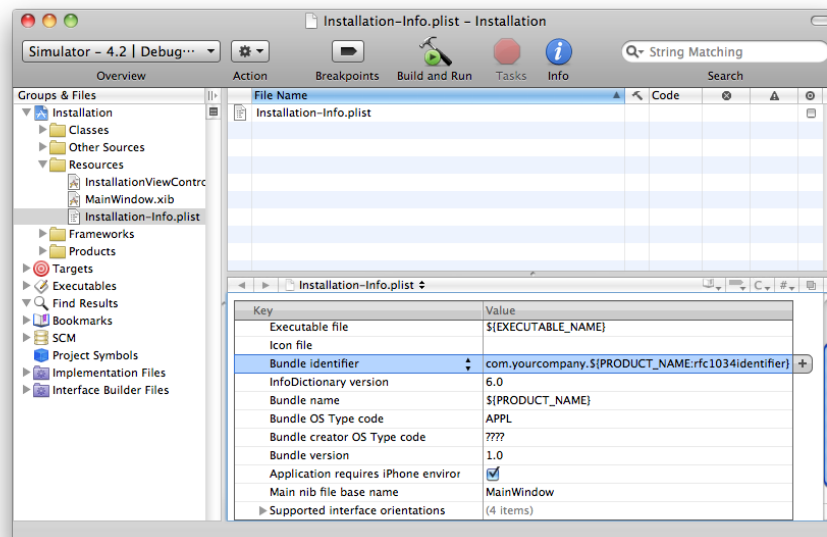 Installation-Info.plist - Installation
Simulator - 4.2 | Debug···
String Matching
Overview Action Breakpoints Build and Run Tasks Info Search
Groups & Files
File Name Code
Installation
Installation-Info.plist
Classes
Other Sources
Resources
InstallationViewContro
MainWindow.xib
Installation-Info.plist
Frameworks
Products
Targets
Executables
Find Results
Bookmarks
SCM
Project Symbols
Implementation Files
Interface Builder Files
Installation-Info.plist
C #
Key Value
Executable file ${EXECUTABLE_NAME}
Icon file
Bundle identifier com.yourcompany.${PRODUCT_NAME:rfc1034identifier}
InfoDictionary version 6.0
Bundle name ${PRODUCT_NAME}
Bundle OS Type code APPL
Bundle creator OS Type code ????
Bundle version 1.0
Application requires iPhone enviror
Main nib file base name MainWindow
Supported interface orientations (4 items)